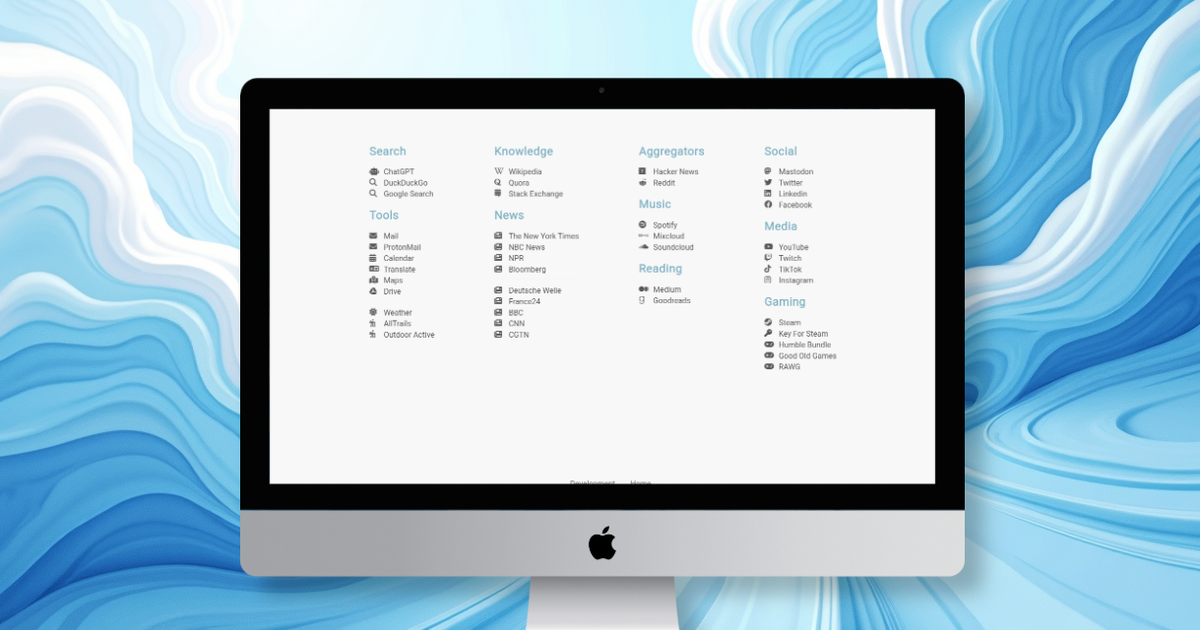 Search
ChatGPT
DuckDuckGo
Google Search
Tools
Mail
ProtonMail
Calendar
Translate
Maps
Drive
Weather
AllTrails
Outdoor Active
Knowledge
Wikipedia
Quora
Stack Exchange
News
The New York Times
NBC News
NPR
Bloomberg
Deutsche Welle
France24
BBC
CNN
CGTN
Aggregators
Hacker News
Reddit
Music
Spotify
Mixcloud
Soundcloud
Reading
Medium
Goodreads
Social
Mastodon
Twitter
Linkedin
Facebook
Media
YouTube
Twitch
TikTok
Instagram
Gaming
Steam
Key For Steam
Humble Bundle
Good Old Games
RAWG
Development Home